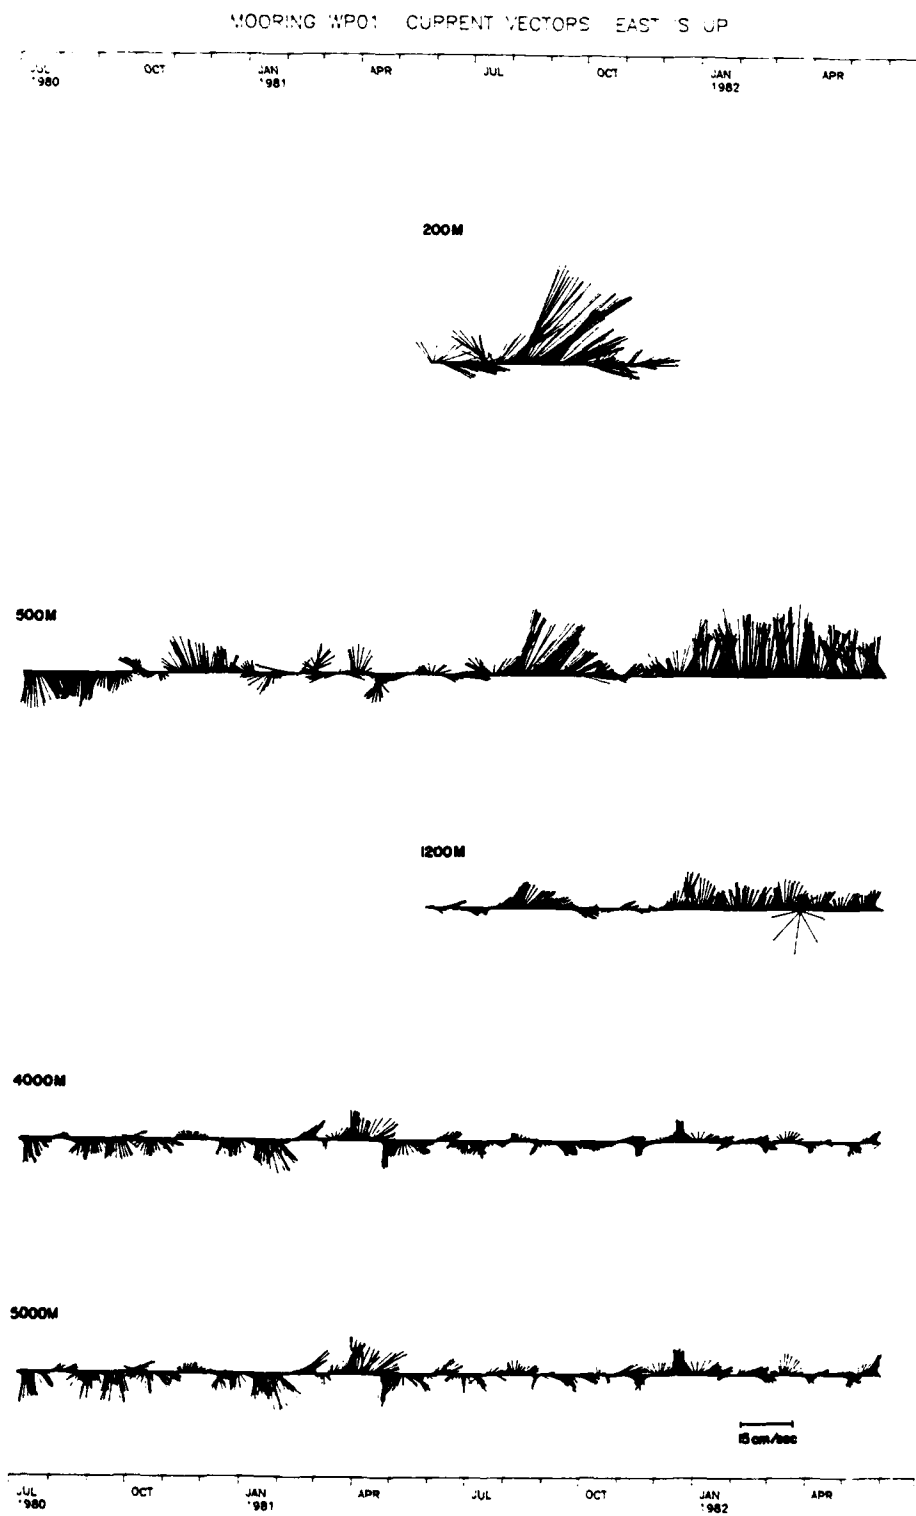 MOORING WP01 CURRENT VECTORS EAST IS UP
JUL OCT JAN APR JUL OCT JAN APR
1980 1981 1982
200M
500M
1200M
4000M
5000M
15 cm/sec
JUL OCT JAN APR JUL OCT JAN APR
1980 1981 1982